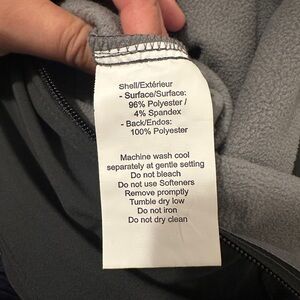 Shell/Extérieur
- Surface/Surface:
96% Polyester /
4% Spandex
- Back/Endos:
100% Polyester
Machine wash cool
separately at gentle setting
Do not bleach
Do not use Softeners
Remove promptly
Tumble dry low
Do not iron
Do not dry clean